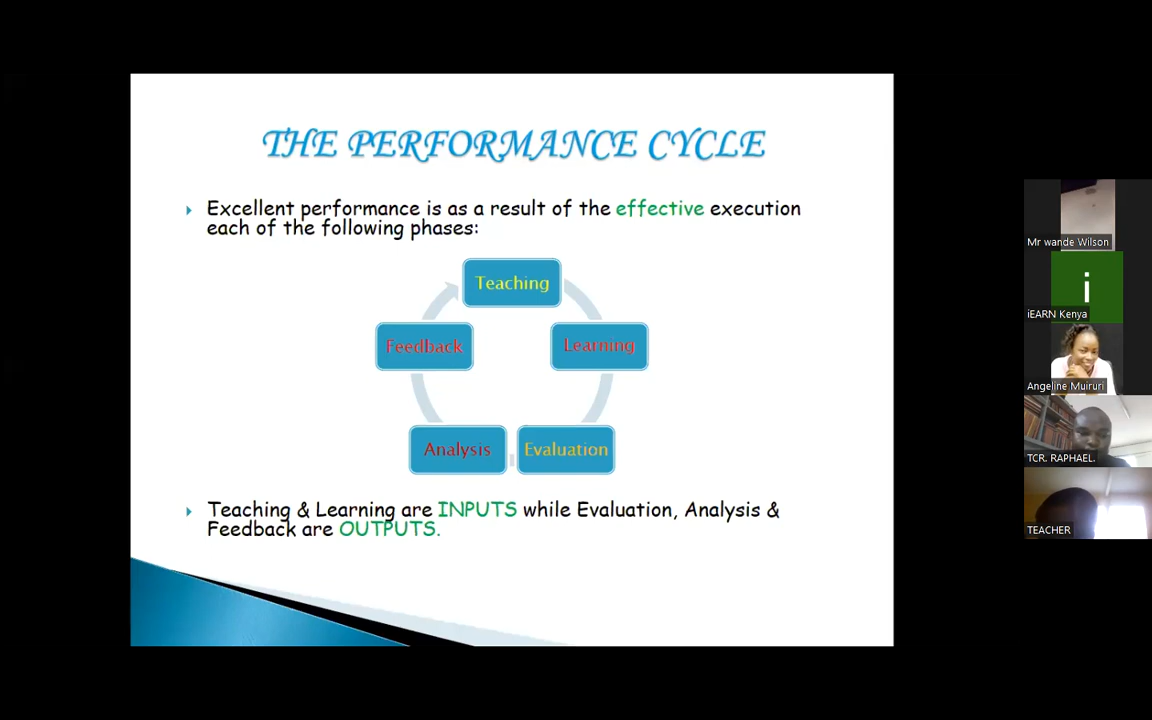 THE PERFORMANCE CYCLE
Excellent performance is as a result of the effective execution
each of the following phases:
Teaching
Feedback
Learning
Analysis
Evaluation
Teaching & Learning are INPUTS while Evaluation, Analysis &
Feedback are OUTPUTS.
Mr wande Wilson
i
iEARN Kenya
Angeline Muiruri
TCR. RAPHAEL.
TEACHER